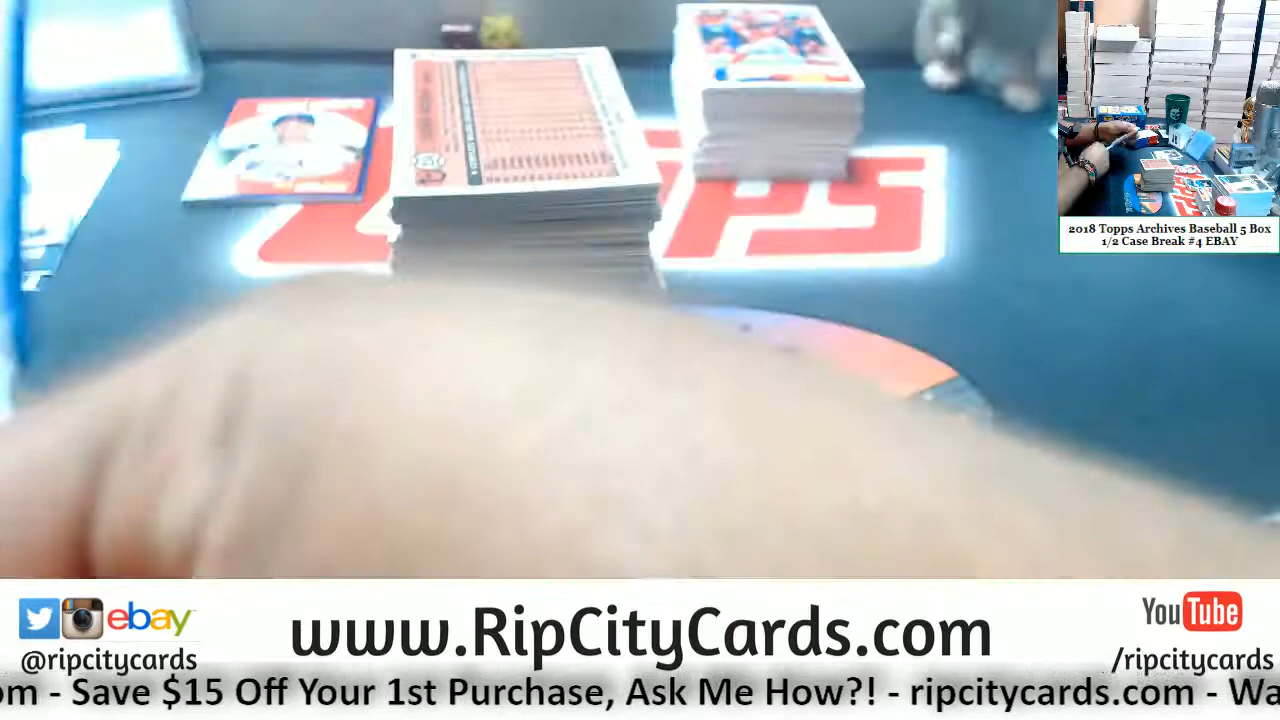 2018 Topps Archives Baseball 5 Box
1/2 Case Break #4 EBAY
ebay
@ripcitycards
www.RipCityCards.com
YouTube
/ripcitycards
om - Save $15 Off Your 1st Purchase, Ask Me How?! - ripcitycards.com - Wa